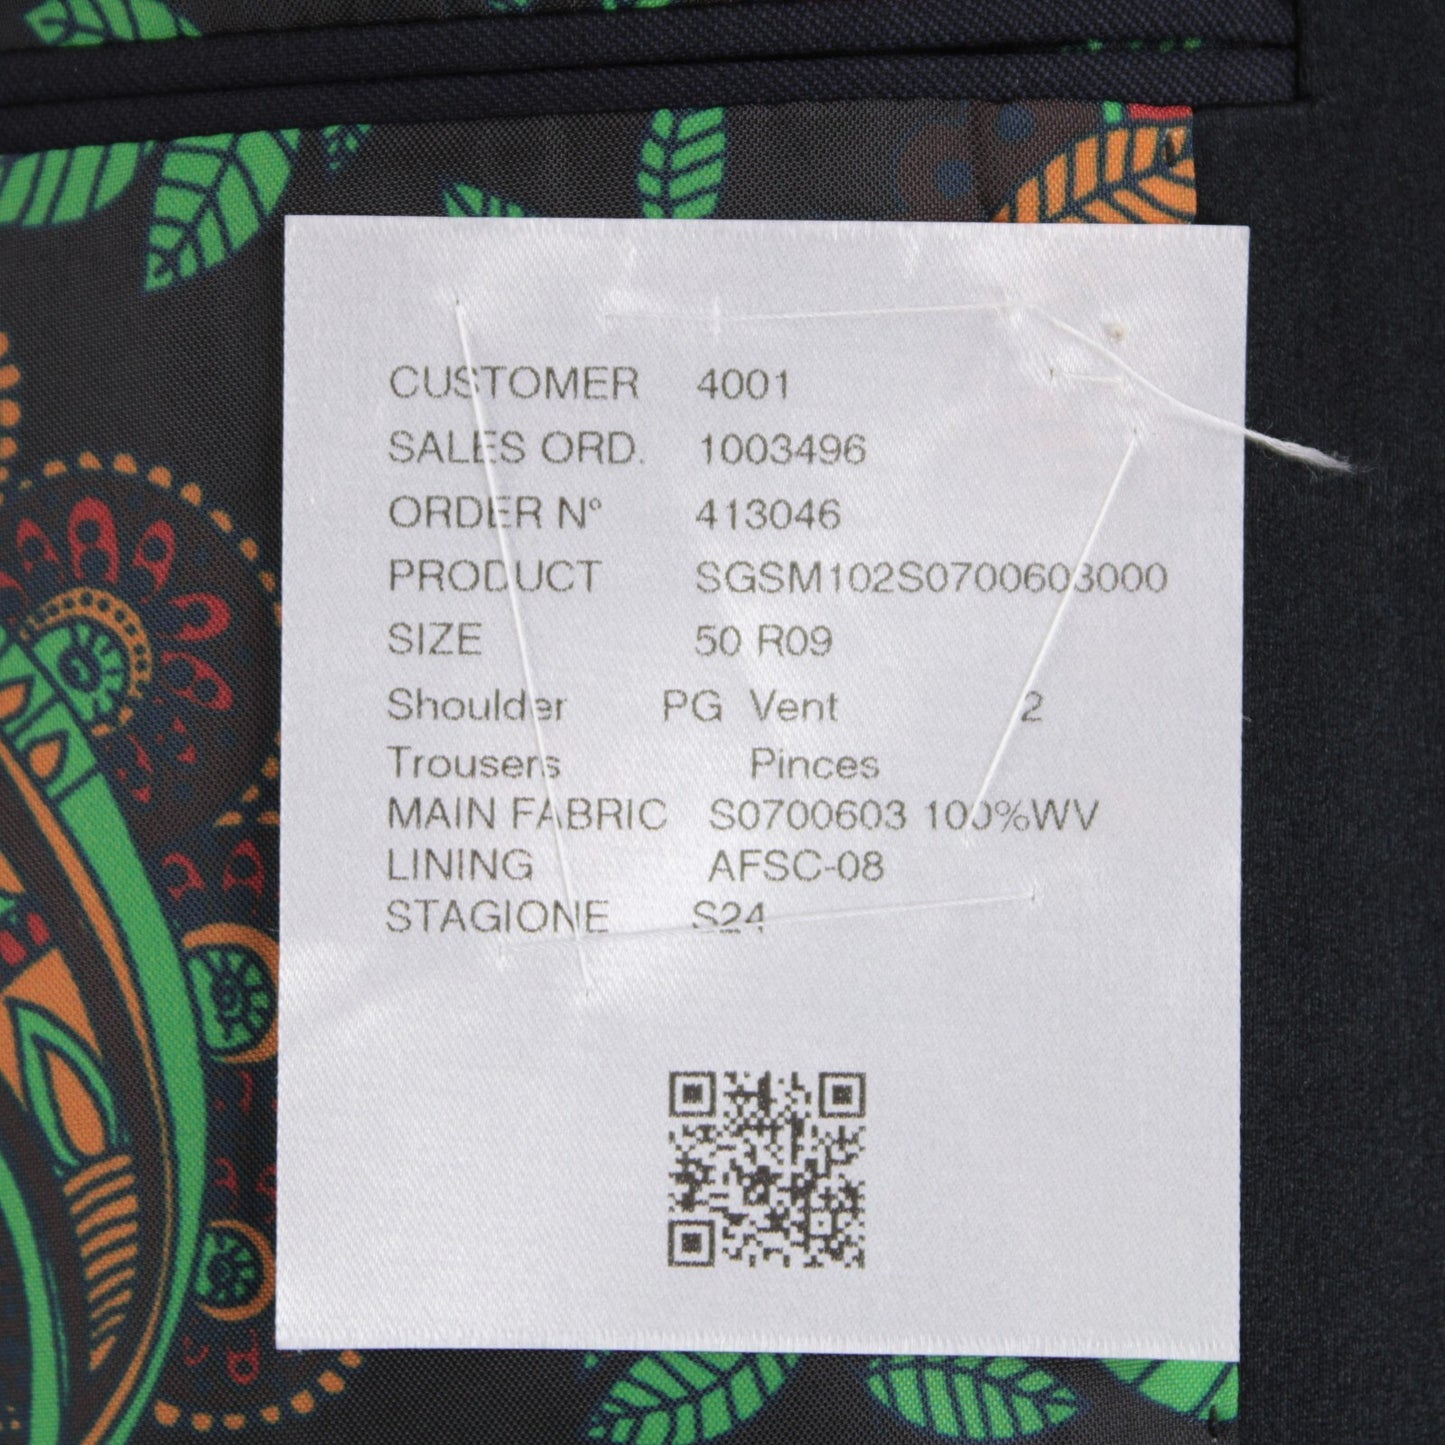 CUSTOMER 4001
SALES ORD. 1003496
ORDER N° 413046
PRODUCT SGSM102S0700603000
SIZE 50 R09
Shoulder PG Vent 2
Trousers Pinces
MAIN FABRIC S0700603 100%WV
LINING AFSC-08
STAGIONE S24